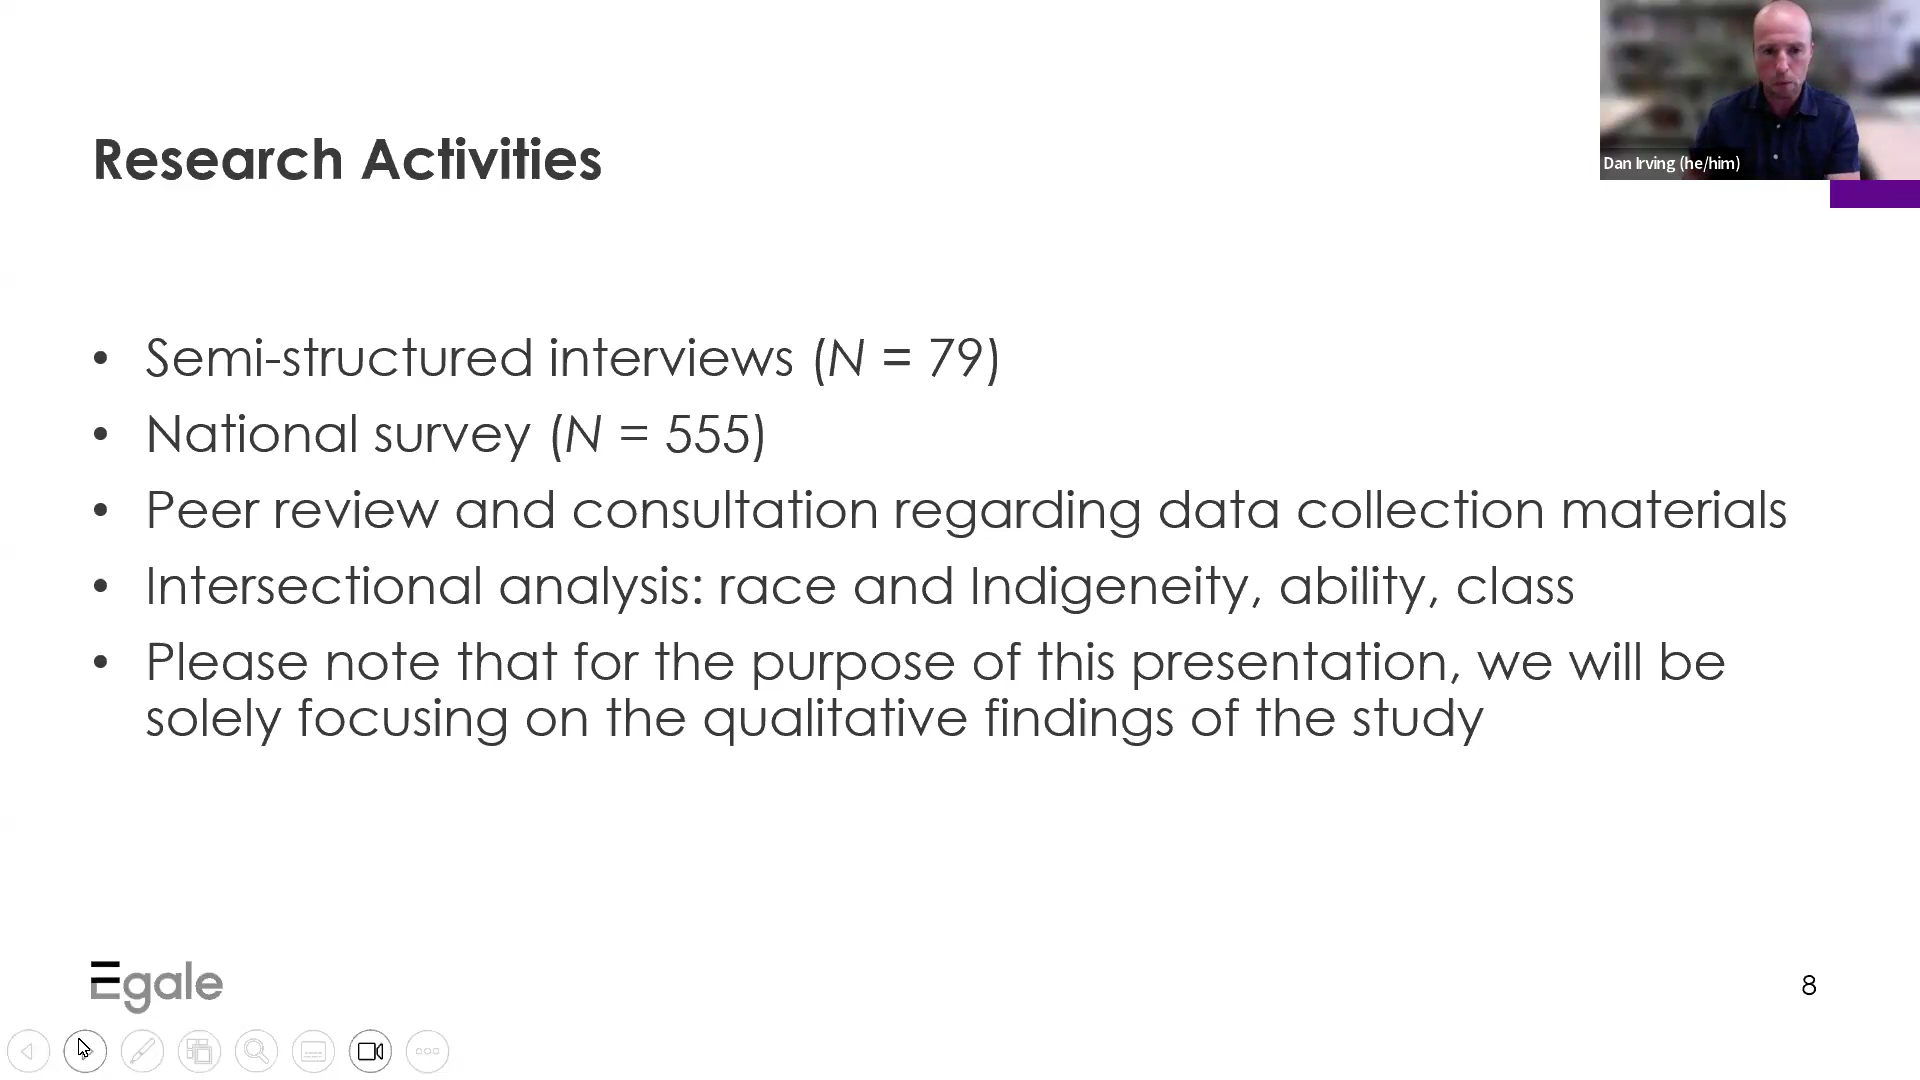 Dan Irving (he/him)
Research Activities
• Semi-structured interviews (N = 79)
• National survey (N = 555)
• Peer review and consultation regarding data collection materials
• Intersectional analysis: race and Indigeneity, ability, class
• Please note that for the purpose of this presentation, we will be
solely focusing on the qualitative findings of the study
Egale
8